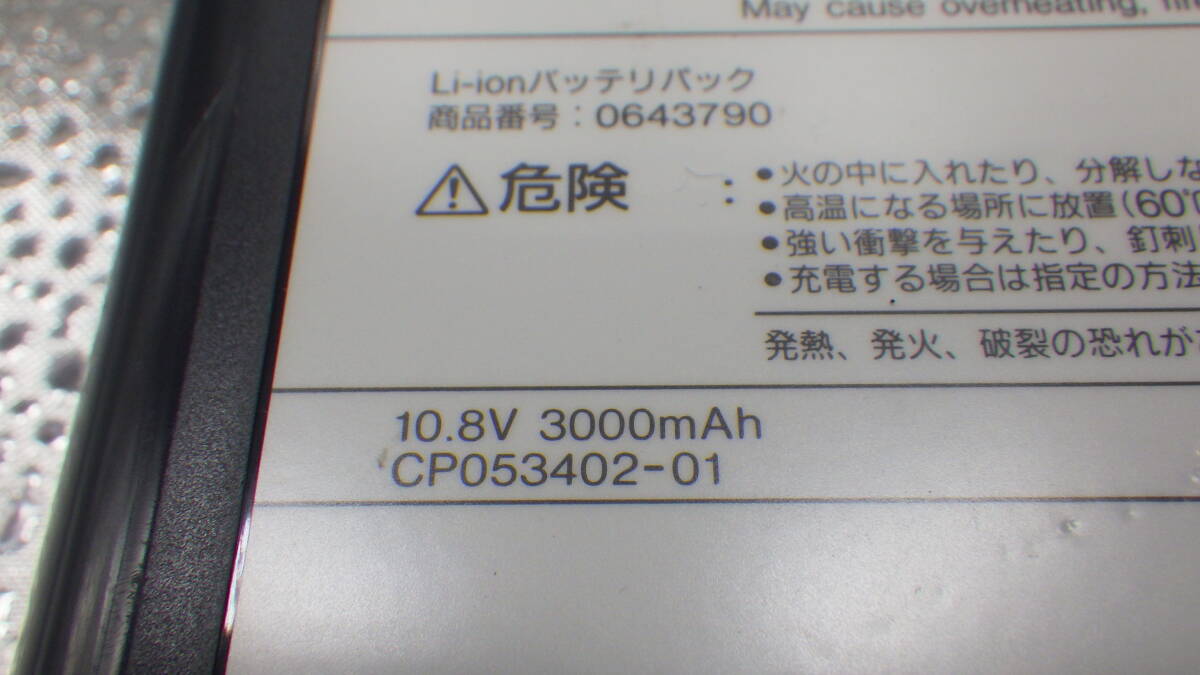 May cause overheating,
Li-ionバッテリパック
商品番号：0643790
危険 : ●火の中に入れたり、分解しな
●高温になる場所に放置(60℃
●強い衝撃を与えたり、釘刺し
●充電する場合は指定の方法
発熱、発火、破裂の恐れが
10.8V 3000mAh
CP053402-01